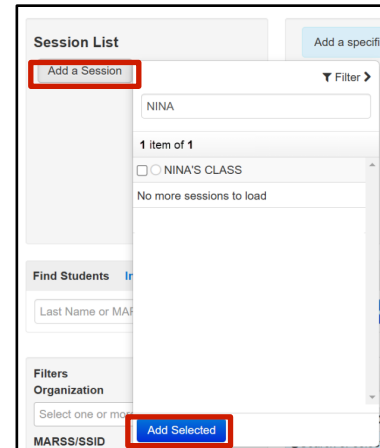 Session List
Add a specifi
Add a Session
Filter
NINA
1 item of 1
NINA'S CLASS
No more sessions to load
Find Students
Last Name or MAR
Filters
Organization
Select one or mor
Add Selected
MARSS/SSID